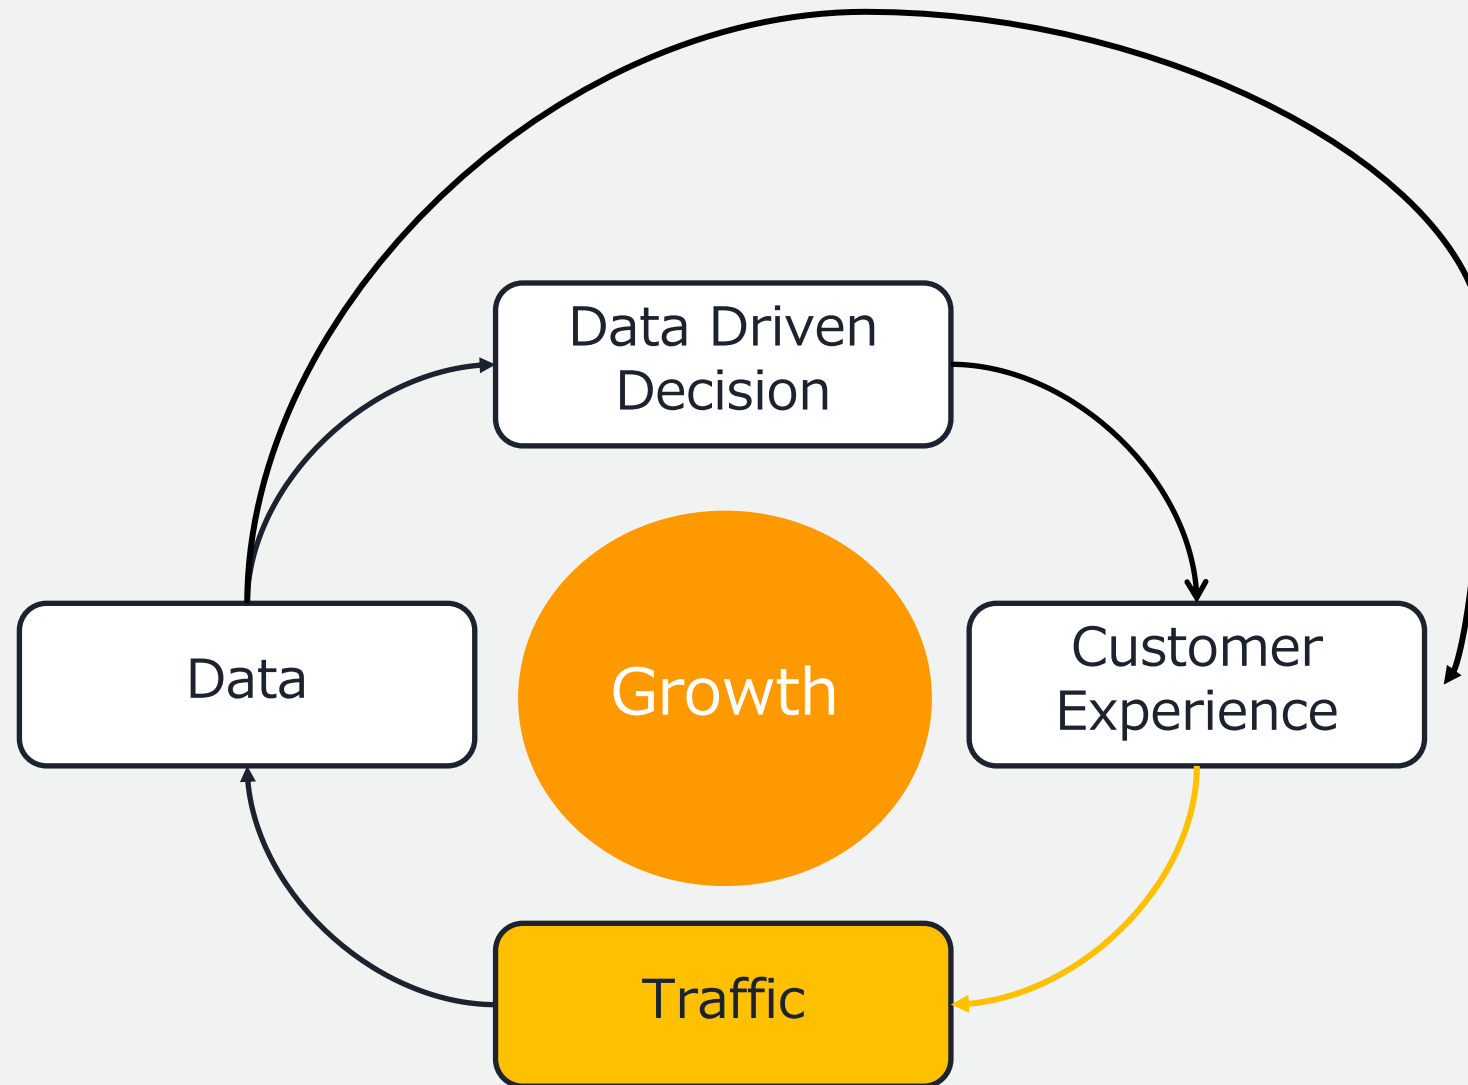 Data Driven
Decision
Data
Growth
Customer
Experience
Traffic